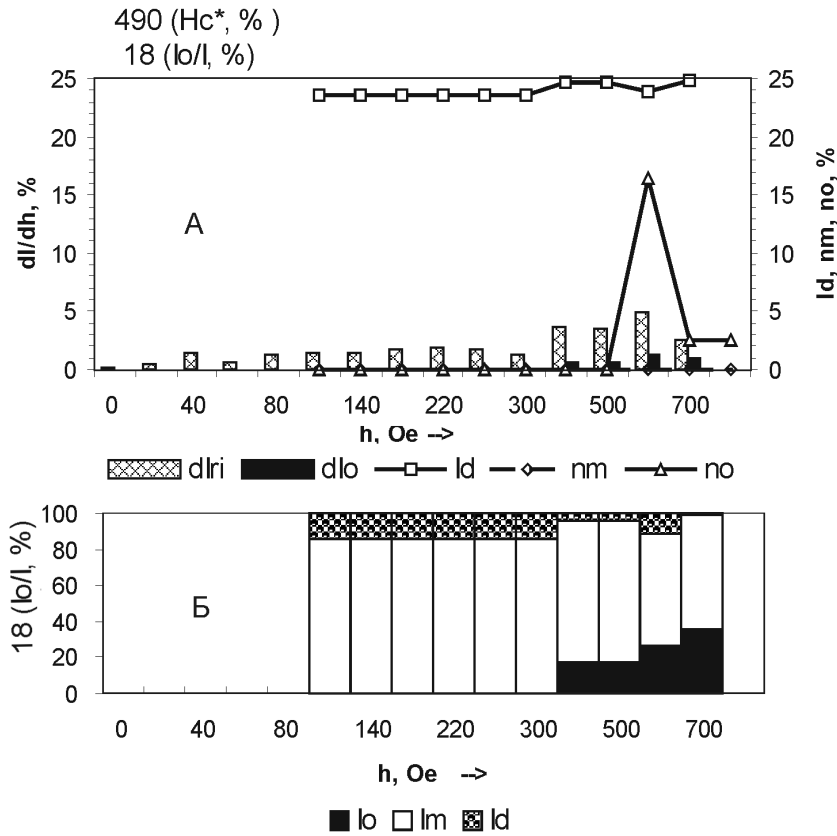 490 (Hc*, % )
18 (Io/I, %)
25 25
20 20
15 15
10 10
5 5
0 0
dI/dh, %
Id, nm, no, %
А
0 40 80 140 220 300 500 700
h, Oe -->
dIri dIo Id nm no
100
80
60
40
20
0
18 (Io/I, %)
Б
0 40 80 140 220 300 500 700
h, Oe -->
Io Im Id